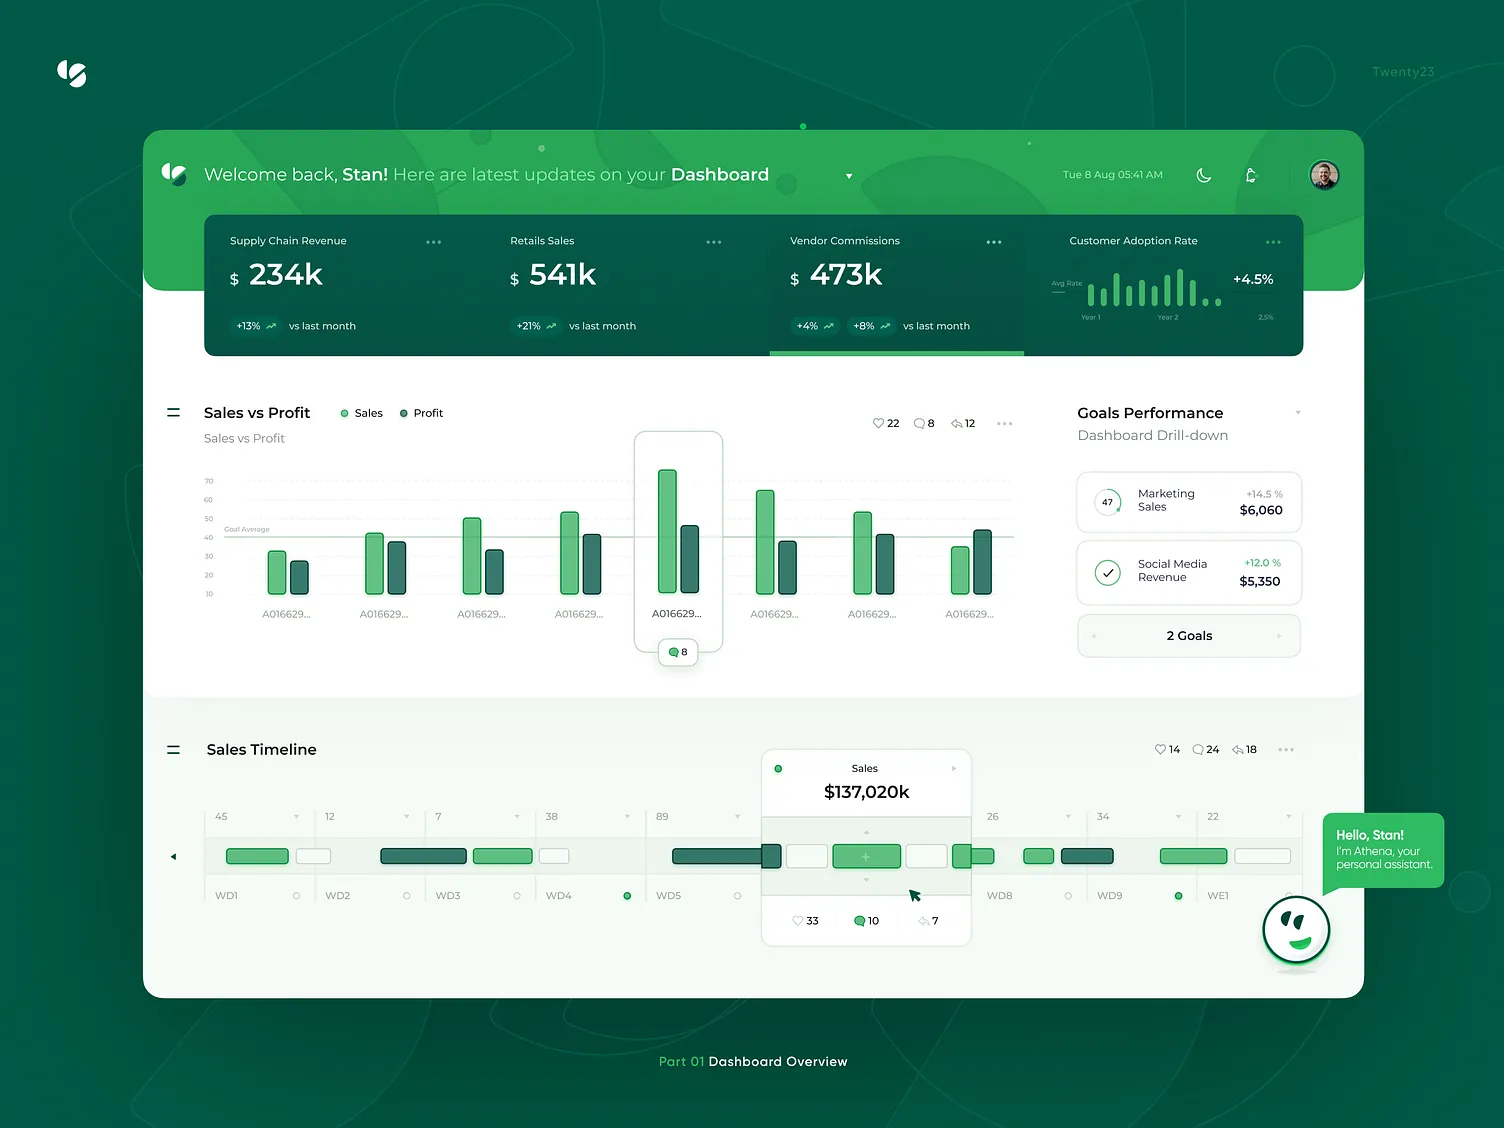 Twenty23
Welcome back, Stan! Here are latest updates on your Dashboard
Tue 8 Aug 05:41 AM
Supply Chain Revenue
$ 234k
+13% vs last month
Retails Sales
$ 541k
+21% vs last month
Vendor Commissions
$ 473k
+4% +8% vs last month
Customer Adoption Rate
Avg Rate
+4.5%
Year 1
Year 2
2,5%
Sales vs Profit
Sales
Profit
Sales vs Profit
22
8
12
70
60
50
Goal Average
40
30
20
10
A016629...
A016629...
A016629...
A016629...
A016629...
A016629...
A016629...
A016629...
8
Goals Performance
Dashboard Drill-down
47
Marketing
Sales
+14.5 %
$6,060
Social Media
Revenue
+12.0 %
$5,350
2 Goals
Sales Timeline
14
24
18
45
12
7
38
89
26
34
22
Sales
$137,020k
WD1
WD2
WD3
WD4
WD5
WD8
WD9
WE1
33
10
7
Hello, Stan!
I'm Athena, your
personal assistant.
Part 01 Dashboard Overview